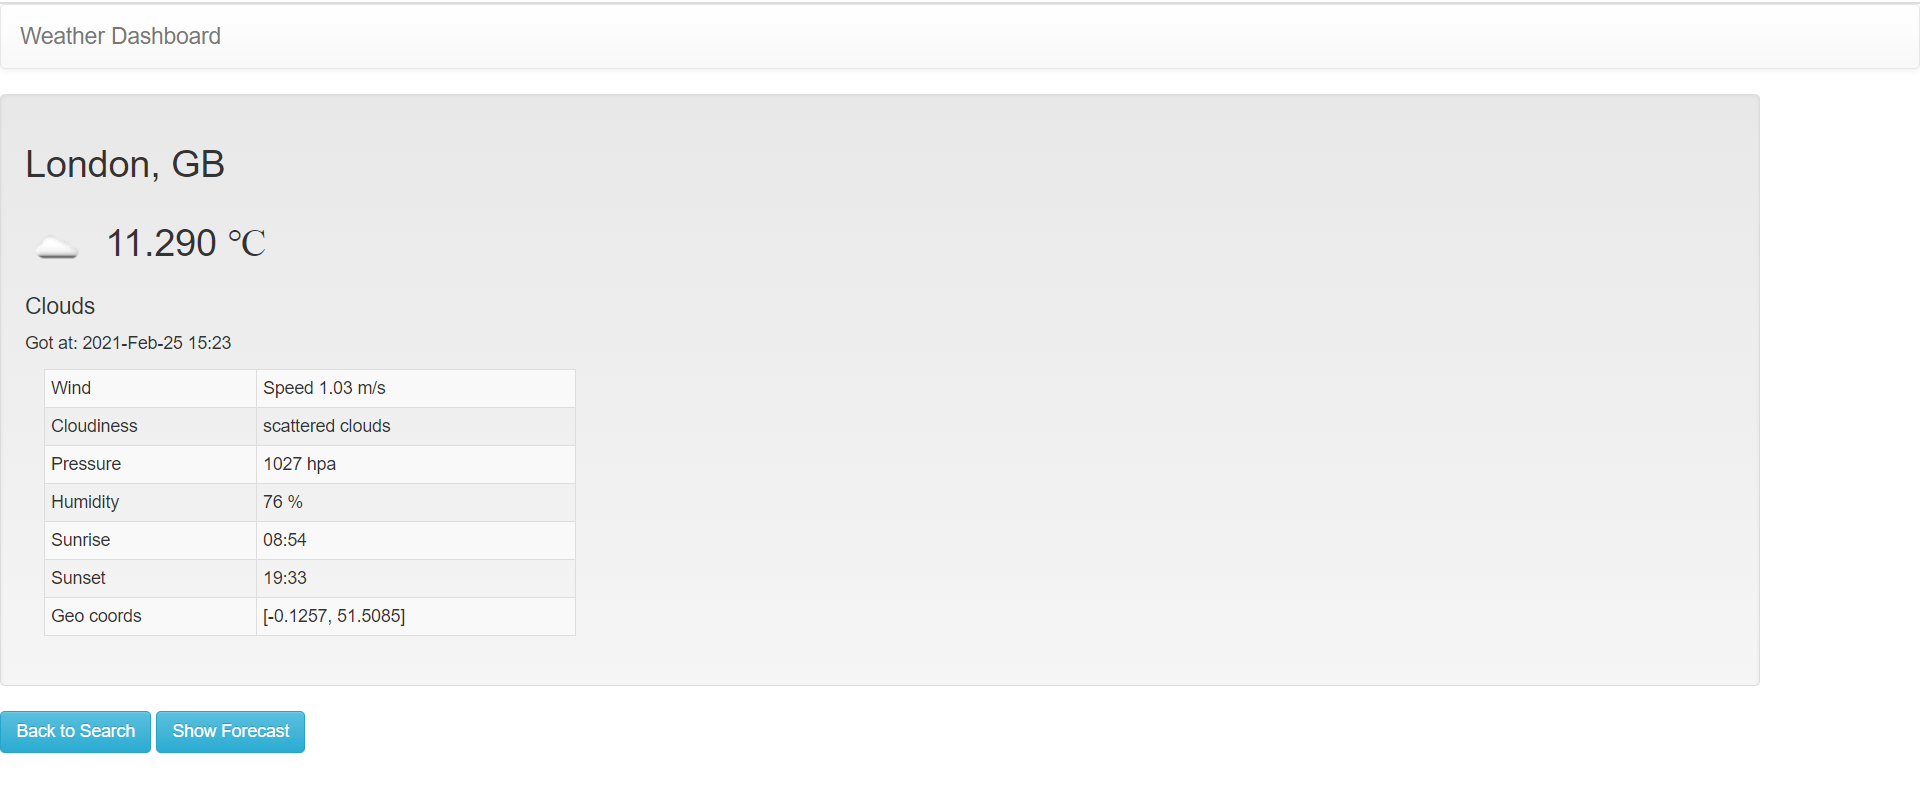 Weather Dashboard
London, GB
11.290 ℃
Clouds
Got at: 2021-Feb-25 15:23
Wind Speed 1.03 m/s
Cloudiness scattered clouds
Pressure 1027 hpa
Humidity 76 %
Sunrise 08:54
Sunset 19:33
Geo coords [-0.1257, 51.5085]
Back to Search Show Forecast